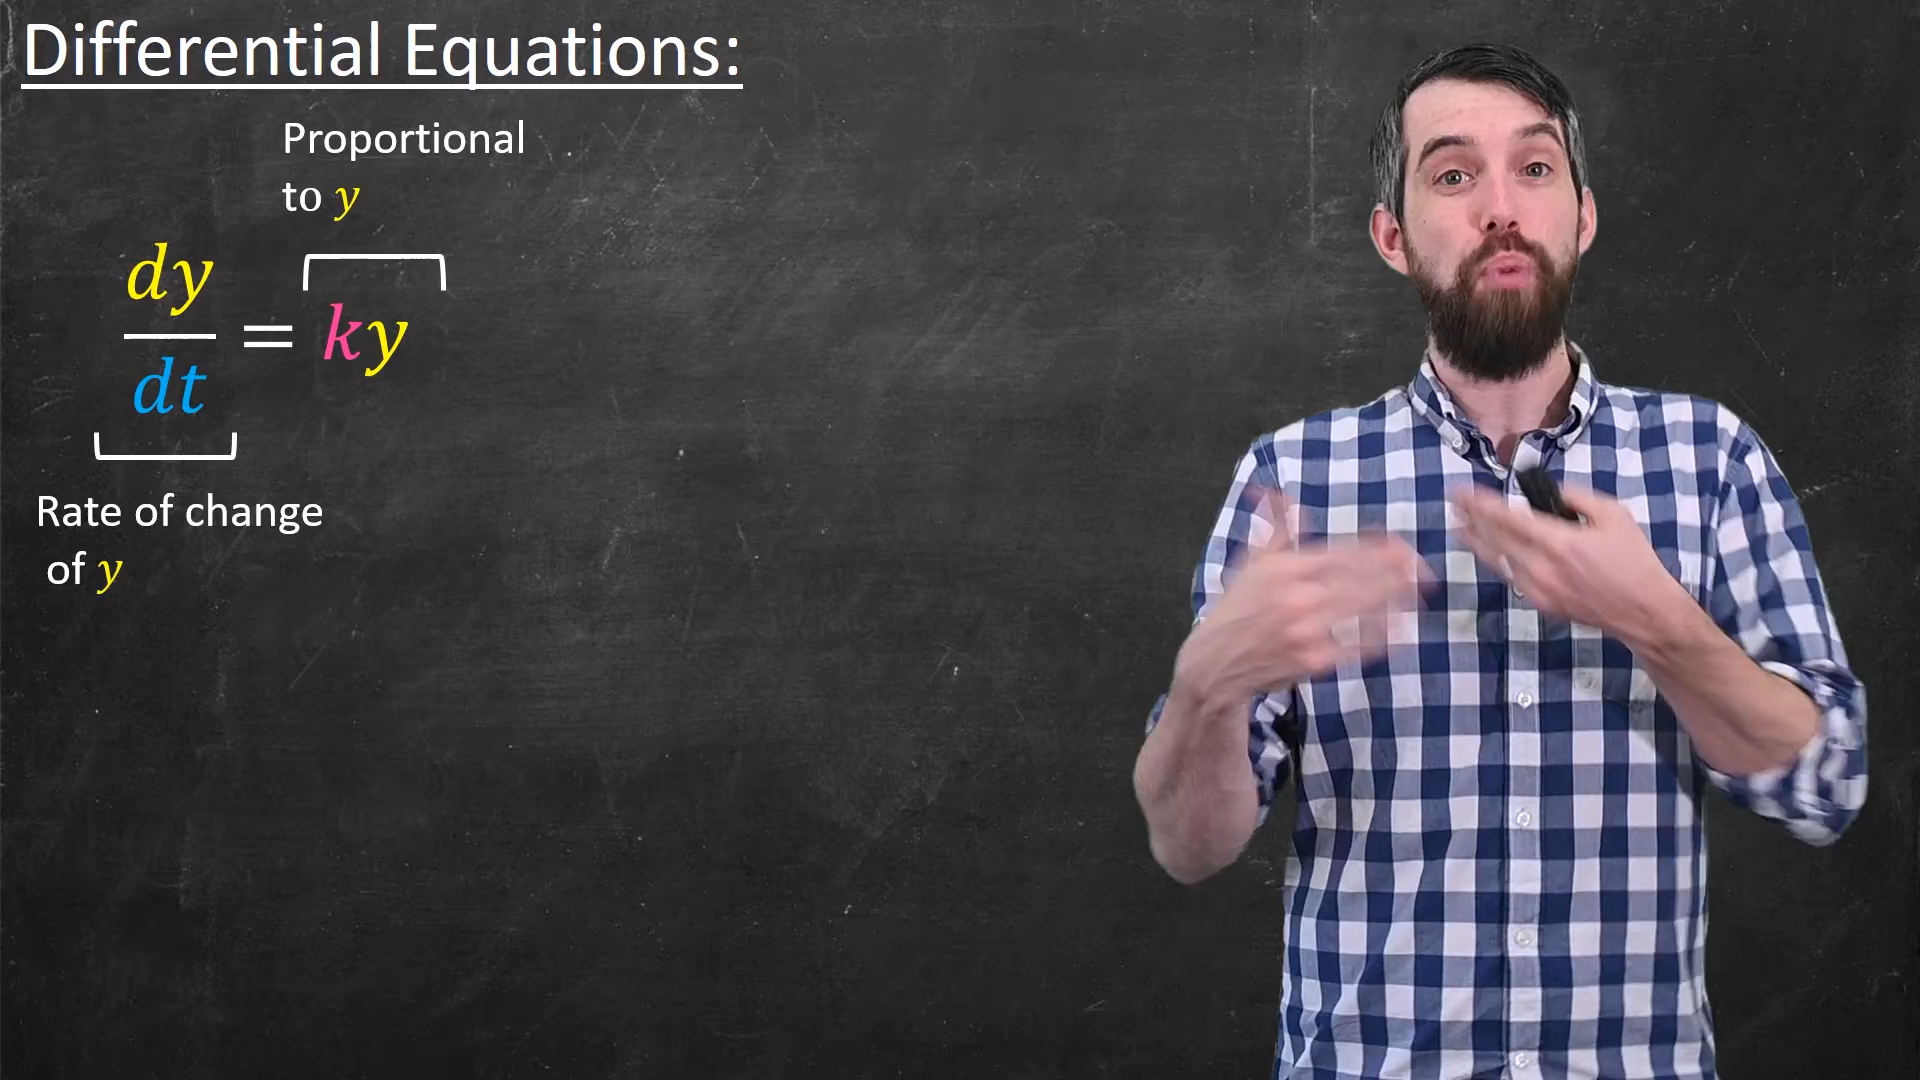 Differential Equations:
Proportional
to y
dy
dt
= ky
Rate of change
of y